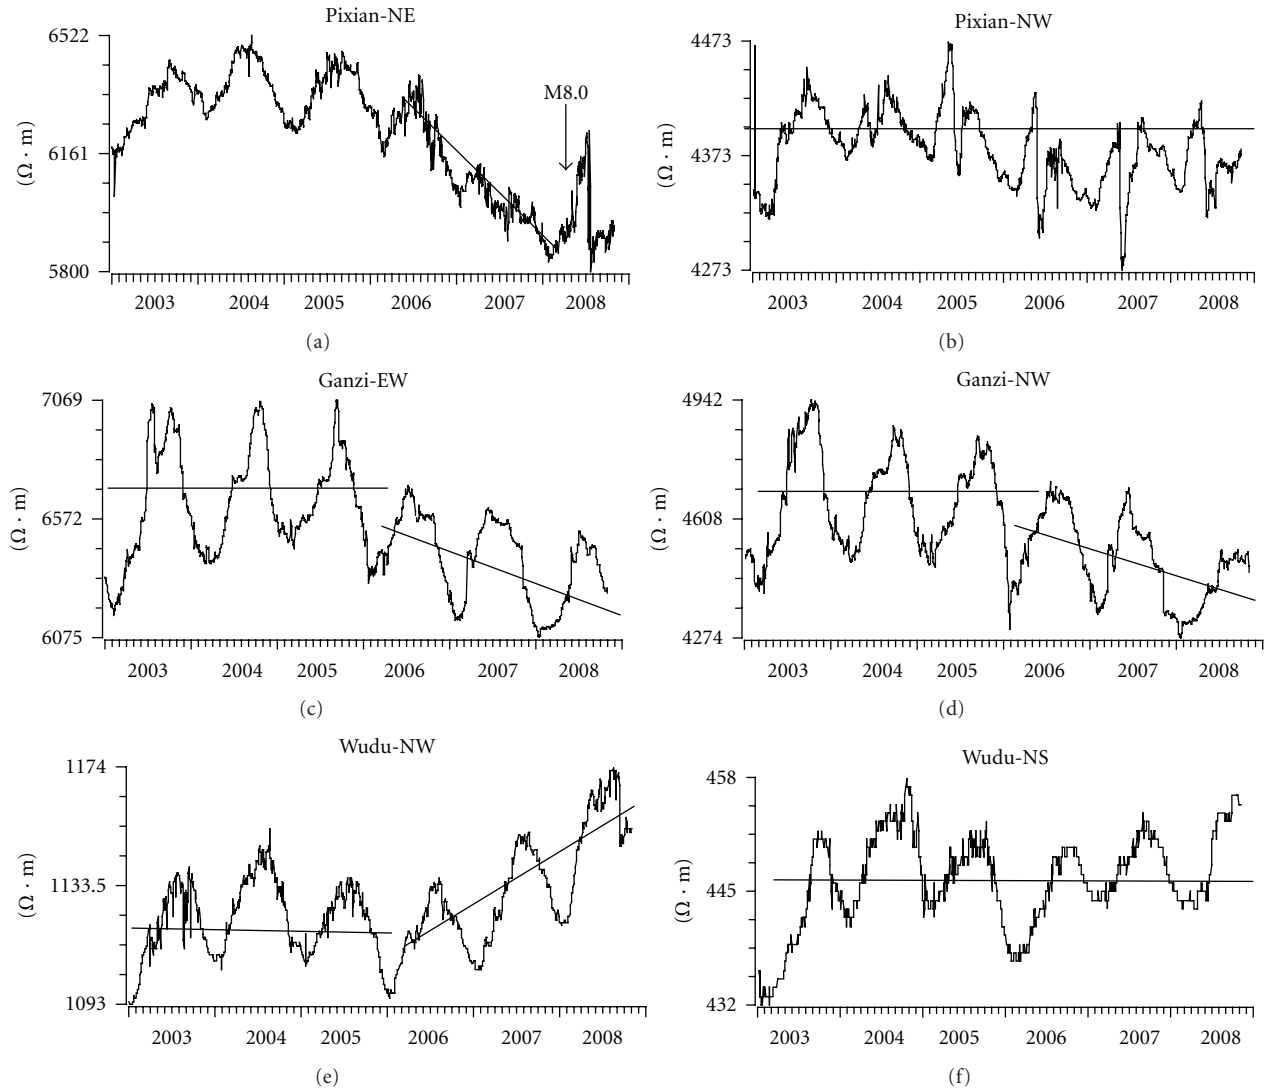 Pixian-NE
6522
6161
5800
(Ω · m)
M8.0
2003 2004 2005 2006 2007 2008
(a)
Pixian-NW
4473
4373
4273
(Ω · m)
2003 2004 2005 2006 2007 2008
(b)
Ganzi-EW
7069
6572
6075
(Ω · m)
2003 2004 2005 2006 2007 2008
(c)
Ganzi-NW
4942
4608
4274
(Ω · m)
2003 2004 2005 2006 2007 2008
(d)
Wudu-NW
1174
1133.5
1093
(Ω · m)
2003 2004 2005 2006 2007 2008
(e)
Wudu-NS
458
445
432
(Ω · m)
2003 2004 2005 2006 2007 2008
(f)